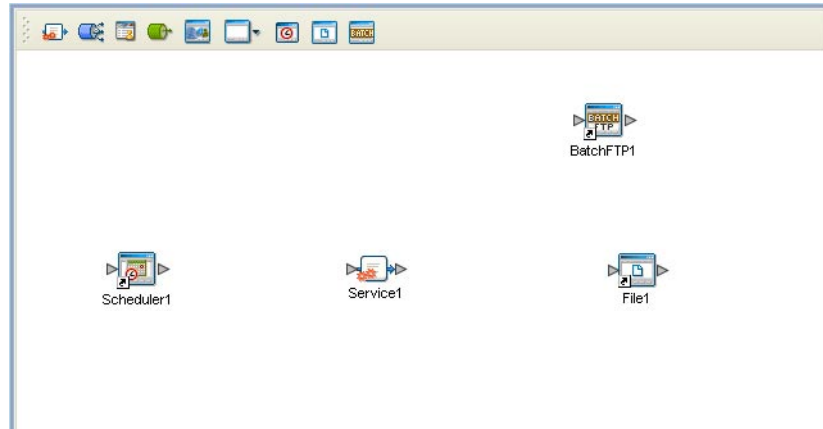 BATCH
BATCH
FTP
BatchFTP1
Scheduler1
Service1
File1